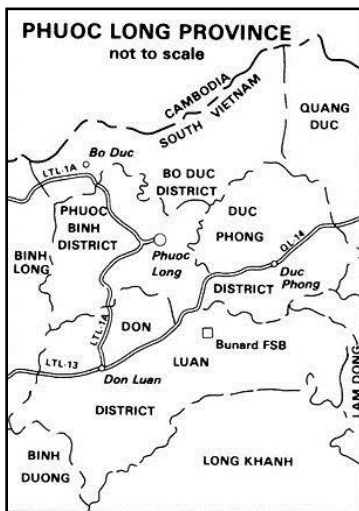 PHUOC LONG PROVINCE
not to scale
CAMBODIA
SOUTH VIETNAM
QUANG
DUC
Bo Duc
LTL-1A
BO DUC
DISTRICT
PHUOC
BINH
DISTRICT
DUC
PHONG
QL-14
BINH
LONG
Phuoc
Long
Duc
Phong
DISTRICT
LTL-1A
DON
Bunard FSB
LUAN
LTL-13
Don Luan
LAM DONG
DISTRICT
BINH
DUONG
LONG KHANH